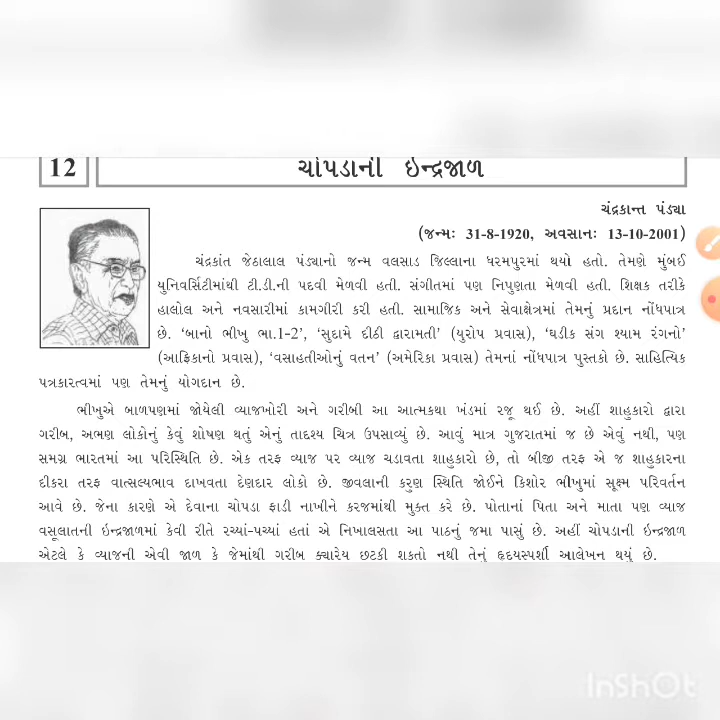 12
ચોપડાની ઇન્દ્રજાળ
ચંદ્રકાન્ત પંડ્યા
(જન્મઃ 31-8-1920, અવસાનઃ 13-10-2001)
ચંદ્રકાંત જેઠાલાલ પંડ્યાનો જન્મ વલસાડ જિલ્લાના ધરમપુરમાં થયો હતો. તેમણે મુંબઈ
યુનિવર્સિટીમાંથી ટી.ડી.ની પદવી મેળવી હતી. સંગીતમાં પણ નિપુણતા મેળવી હતી. શિક્ષક તરીકે
હાલોલ અને નવસારીમાં કામગીરી કરી હતી. સામાજિક અને સેવાક્ષેત્રમાં તેમનું પ્રદાન નોંધપાત્ર
છે. ‘બાનો ભીખુ ભા.1-2’, ‘સુદામે દીઠી દ્વારામતી’ (યુરોપ પ્રવાસ), ‘ઘડીક સંગ શ્યામ રંગનો’
(આફ્રિકાનો પ્રવાસ), ‘વસાહતીઓનું વતન’ (અમેરિકા પ્રવાસ) તેમનાં નોંધપાત્ર પુસ્તકો છે. સાહિત્યિક
પત્રકારત્વમાં પણ તેમનું યોગદાન છે.
ભીખુએ બાળપણમાં જોયેલી વ્યાજખોરી અને ગરીબી આ આત્મકથા ખંડમાં રજૂ થઈ છે. અહીં શાહુકારો દ્વારા
ગરીબ, અભણ લોકોનું કેવું શોષણ થતું એનું તાદશ્ય ચિત્ર ઉપસાવ્યું છે. આવું માત્ર ગુજરાતમાં જ છે એવું નથી, પણ
સમગ્ર ભારતમાં આ પરિસ્થિતિ છે. એક તરફ વ્યાજ પર વ્યાજ ચડાવતા શાહુકારો છે, તો બીજી તરફ એ જ શાહુકારના
દીકરા તરફ વાત્સલ્યભાવ દાખવતા દેણદાર લોકો છે. જીવલાની કરુણ સ્થિતિ જોઈને કિશોર ભીખુમાં સૂક્ષ્મ પરિવર્તન
આવે છે. જેના કારણે એ દેવાના ચોપડા ફાડી નાખીને કરજમાંથી મુક્ત કરે છે. પોતાનાં પિતા અને માતા પણ વ્યાજ
વસૂલાતની ઇન્દ્રજાળમાં કેવી રીતે રચ્યાં-પચ્યાં હતાં એ નિખાલસતા આ પાઠનું જમા પાસું છે. અહીં ચોપડાની ઇન્દ્રજાળ
એટલે કે વ્યાજની એવી જાળ કે જેમાંથી ગરીબ ક્યારેય છટકી શકતો નથી તેનું હૃદયસ્પર્શી આલેખન થયું છે.
InShOt